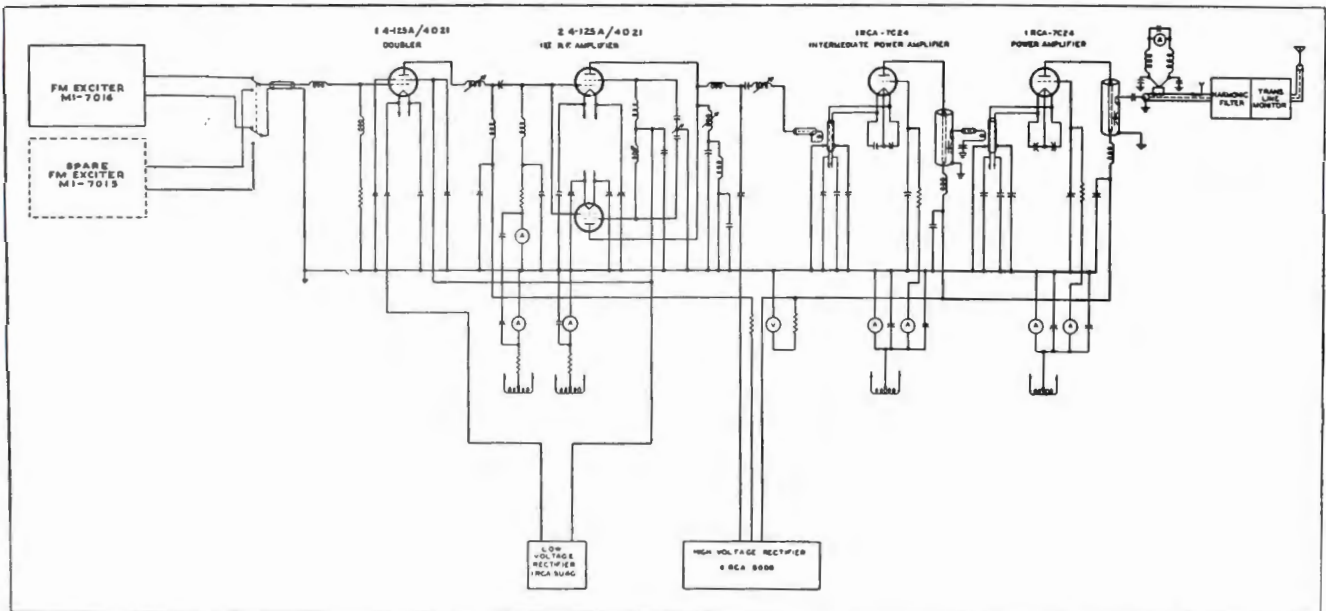 1 4-125A/4D21
DOUBLER
2 4-125A/4D21
1st R.F. AMPLIFIER
1 RCA-7C24
INTERMEDIATE POWER AMPLIFIER
1 RCA-7C24
POWER AMPLIFIER
FM EXCITER
MI-7016
SPARE
FM EXCITER
MI-7015
HARMONIC
FILTER
TRANS
LINE
MONITOR
A
A
A
A
V
A
A
A
A
LOW
VOLTAGE
RECTIFIER
HIGH VOLTAGE RECTIFIER
6 RCA 8008